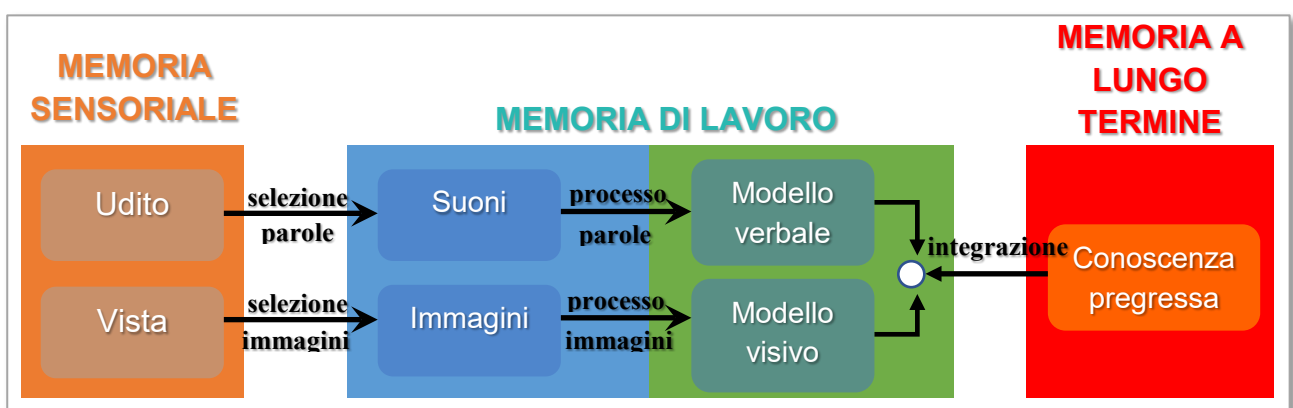 MEMORIA
SENSORIALE
MEMORIA DI LAVORO
MEMORIA A
LUNGO
TERMINE
Udito
selezione
parole
Suoni
processo
parole
Modello
verbale
integrazione
Conoscenza
pregressa
Vista
selezione
immagini
Immagini
processo
immagini
Modello
visivo